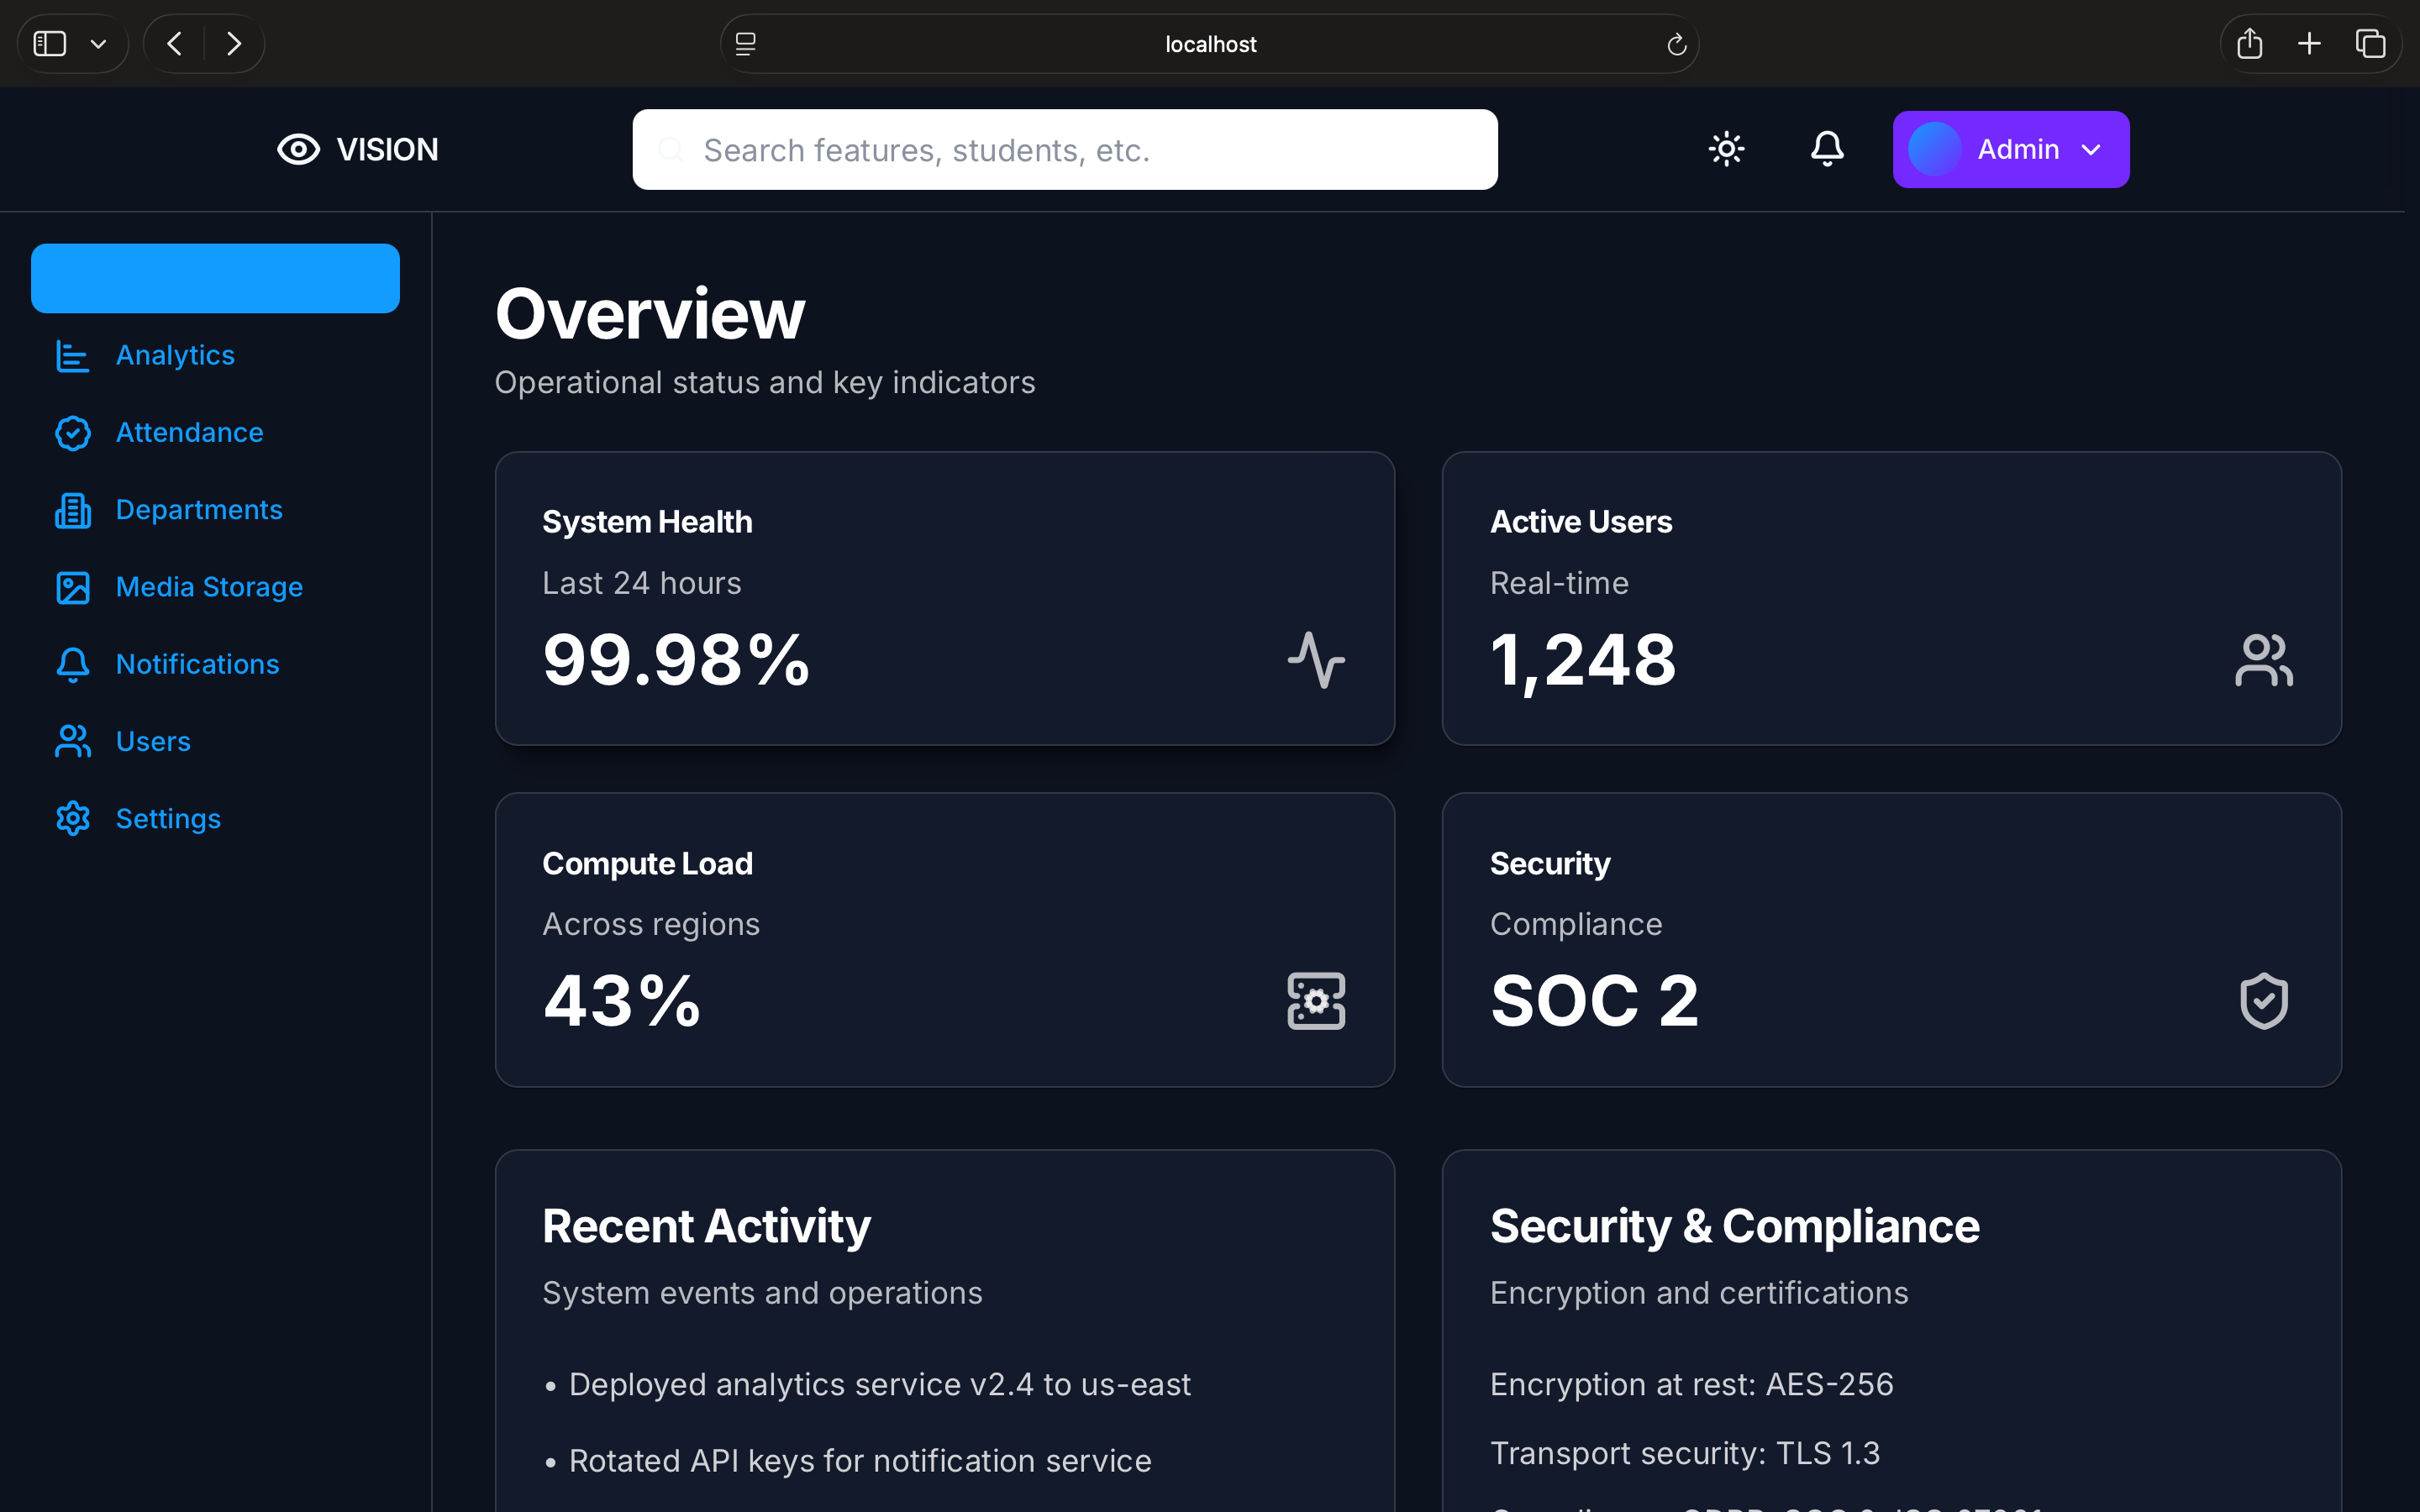 localhost
VISION
Search features, students, etc.
Admin
Analytics
Attendance
Departments
Media Storage
Notifications
Users
Settings
Overview
Operational status and key indicators
System Health
Last 24 hours
99.98%
Active Users
Real-time
1,248
Compute Load
Across regions
43%
Security
Compliance
SOC 2
Recent Activity
System events and operations
• Deployed analytics service v2.4 to us-east
• Rotated API keys for notification service
Security & Compliance
Encryption and certifications
Encryption at rest: AES-256
Transport security: TLS 1.3